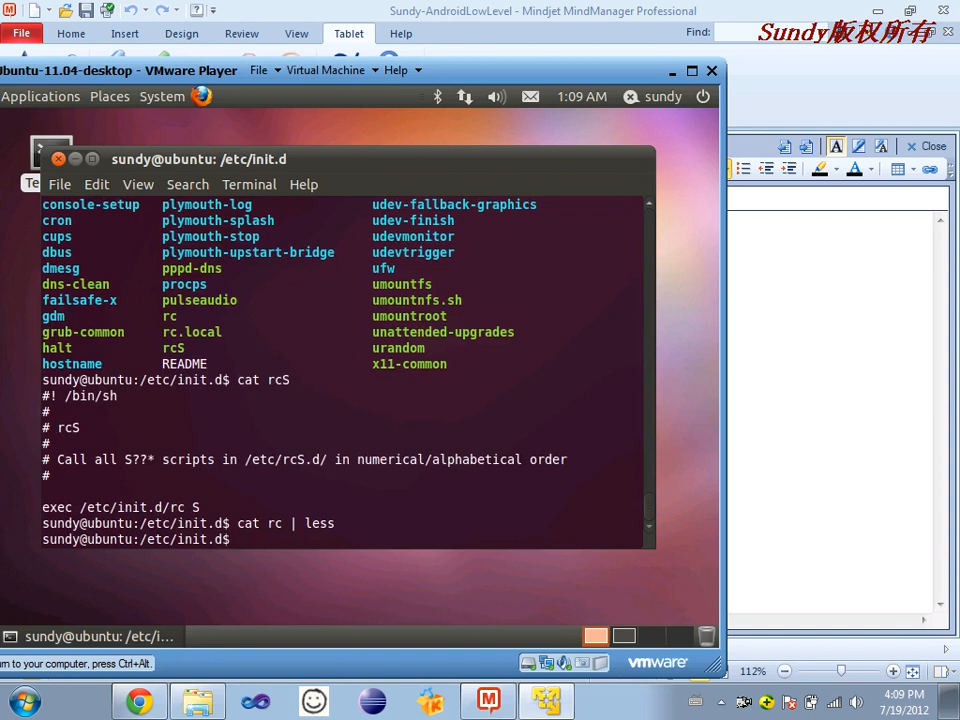 Sundy-AndroidLowLevel - Mindjet MindManager Professional
File Home Insert Design Review View Tablet Help Find:
Sundy版权所有
Ubuntu-11.04-desktop - VMware Player File Virtual Machine Help
Applications Places System 1:09 AM sundy
Close
sundy@ubuntu: /etc/init.d
File Edit View Search Terminal Help
console-setup plymouth-log udev-fallback-graphics
cron plymouth-splash udev-finish
cups plymouth-stop udevmonitor
dbus plymouth-upstart-bridge udevtrigger
dmesg pppd-dns ufw
dns-clean procps umountfs
failsafe-x pulseaudio umountnfs.sh
gdm rc umountroot
grub-common rc.local unattended-upgrades
halt rcS urandom
hostname README x11-common
sundy@ubuntu:/etc/init.d$ cat rcS
#! /bin/sh
#
# rcS
#
# Call all S??* scripts in /etc/rcS.d/ in numerical/alphabetical order
#
exec /etc/init.d/rc S
sundy@ubuntu:/etc/init.d$ cat rc | less
sundy@ubuntu:/etc/init.d$
sundy@ubuntu: /etc/i...
to your computer, press Ctrl+Alt.
vmware
112%
4:09 PM
7/19/2012